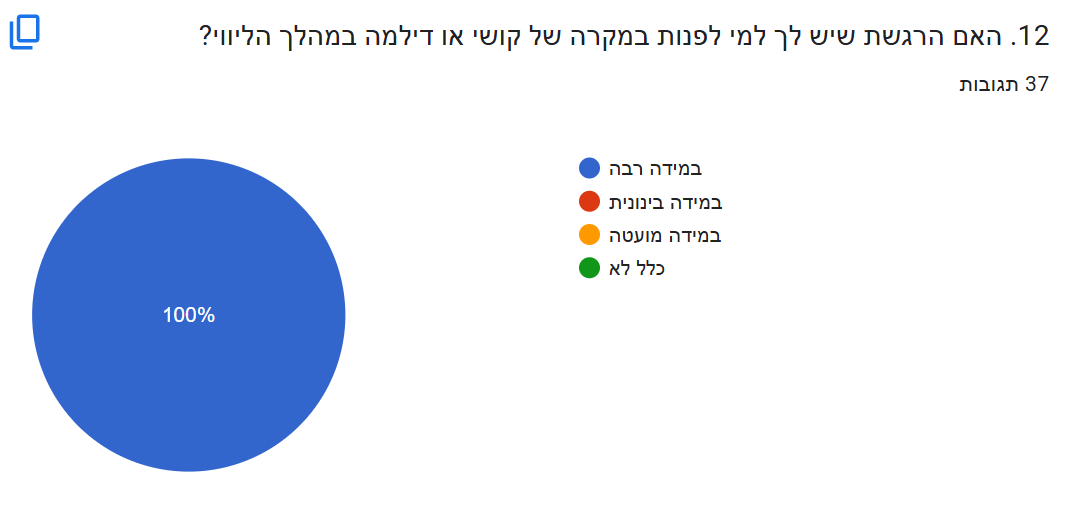 12. האם הרגשת שיש לך למי לפנות במקרה של קושי או דילמה במהלך הליווי?
37 תגובות
במידה רבה
במידה בינונית
במידה מועטה
כלל לא
100%